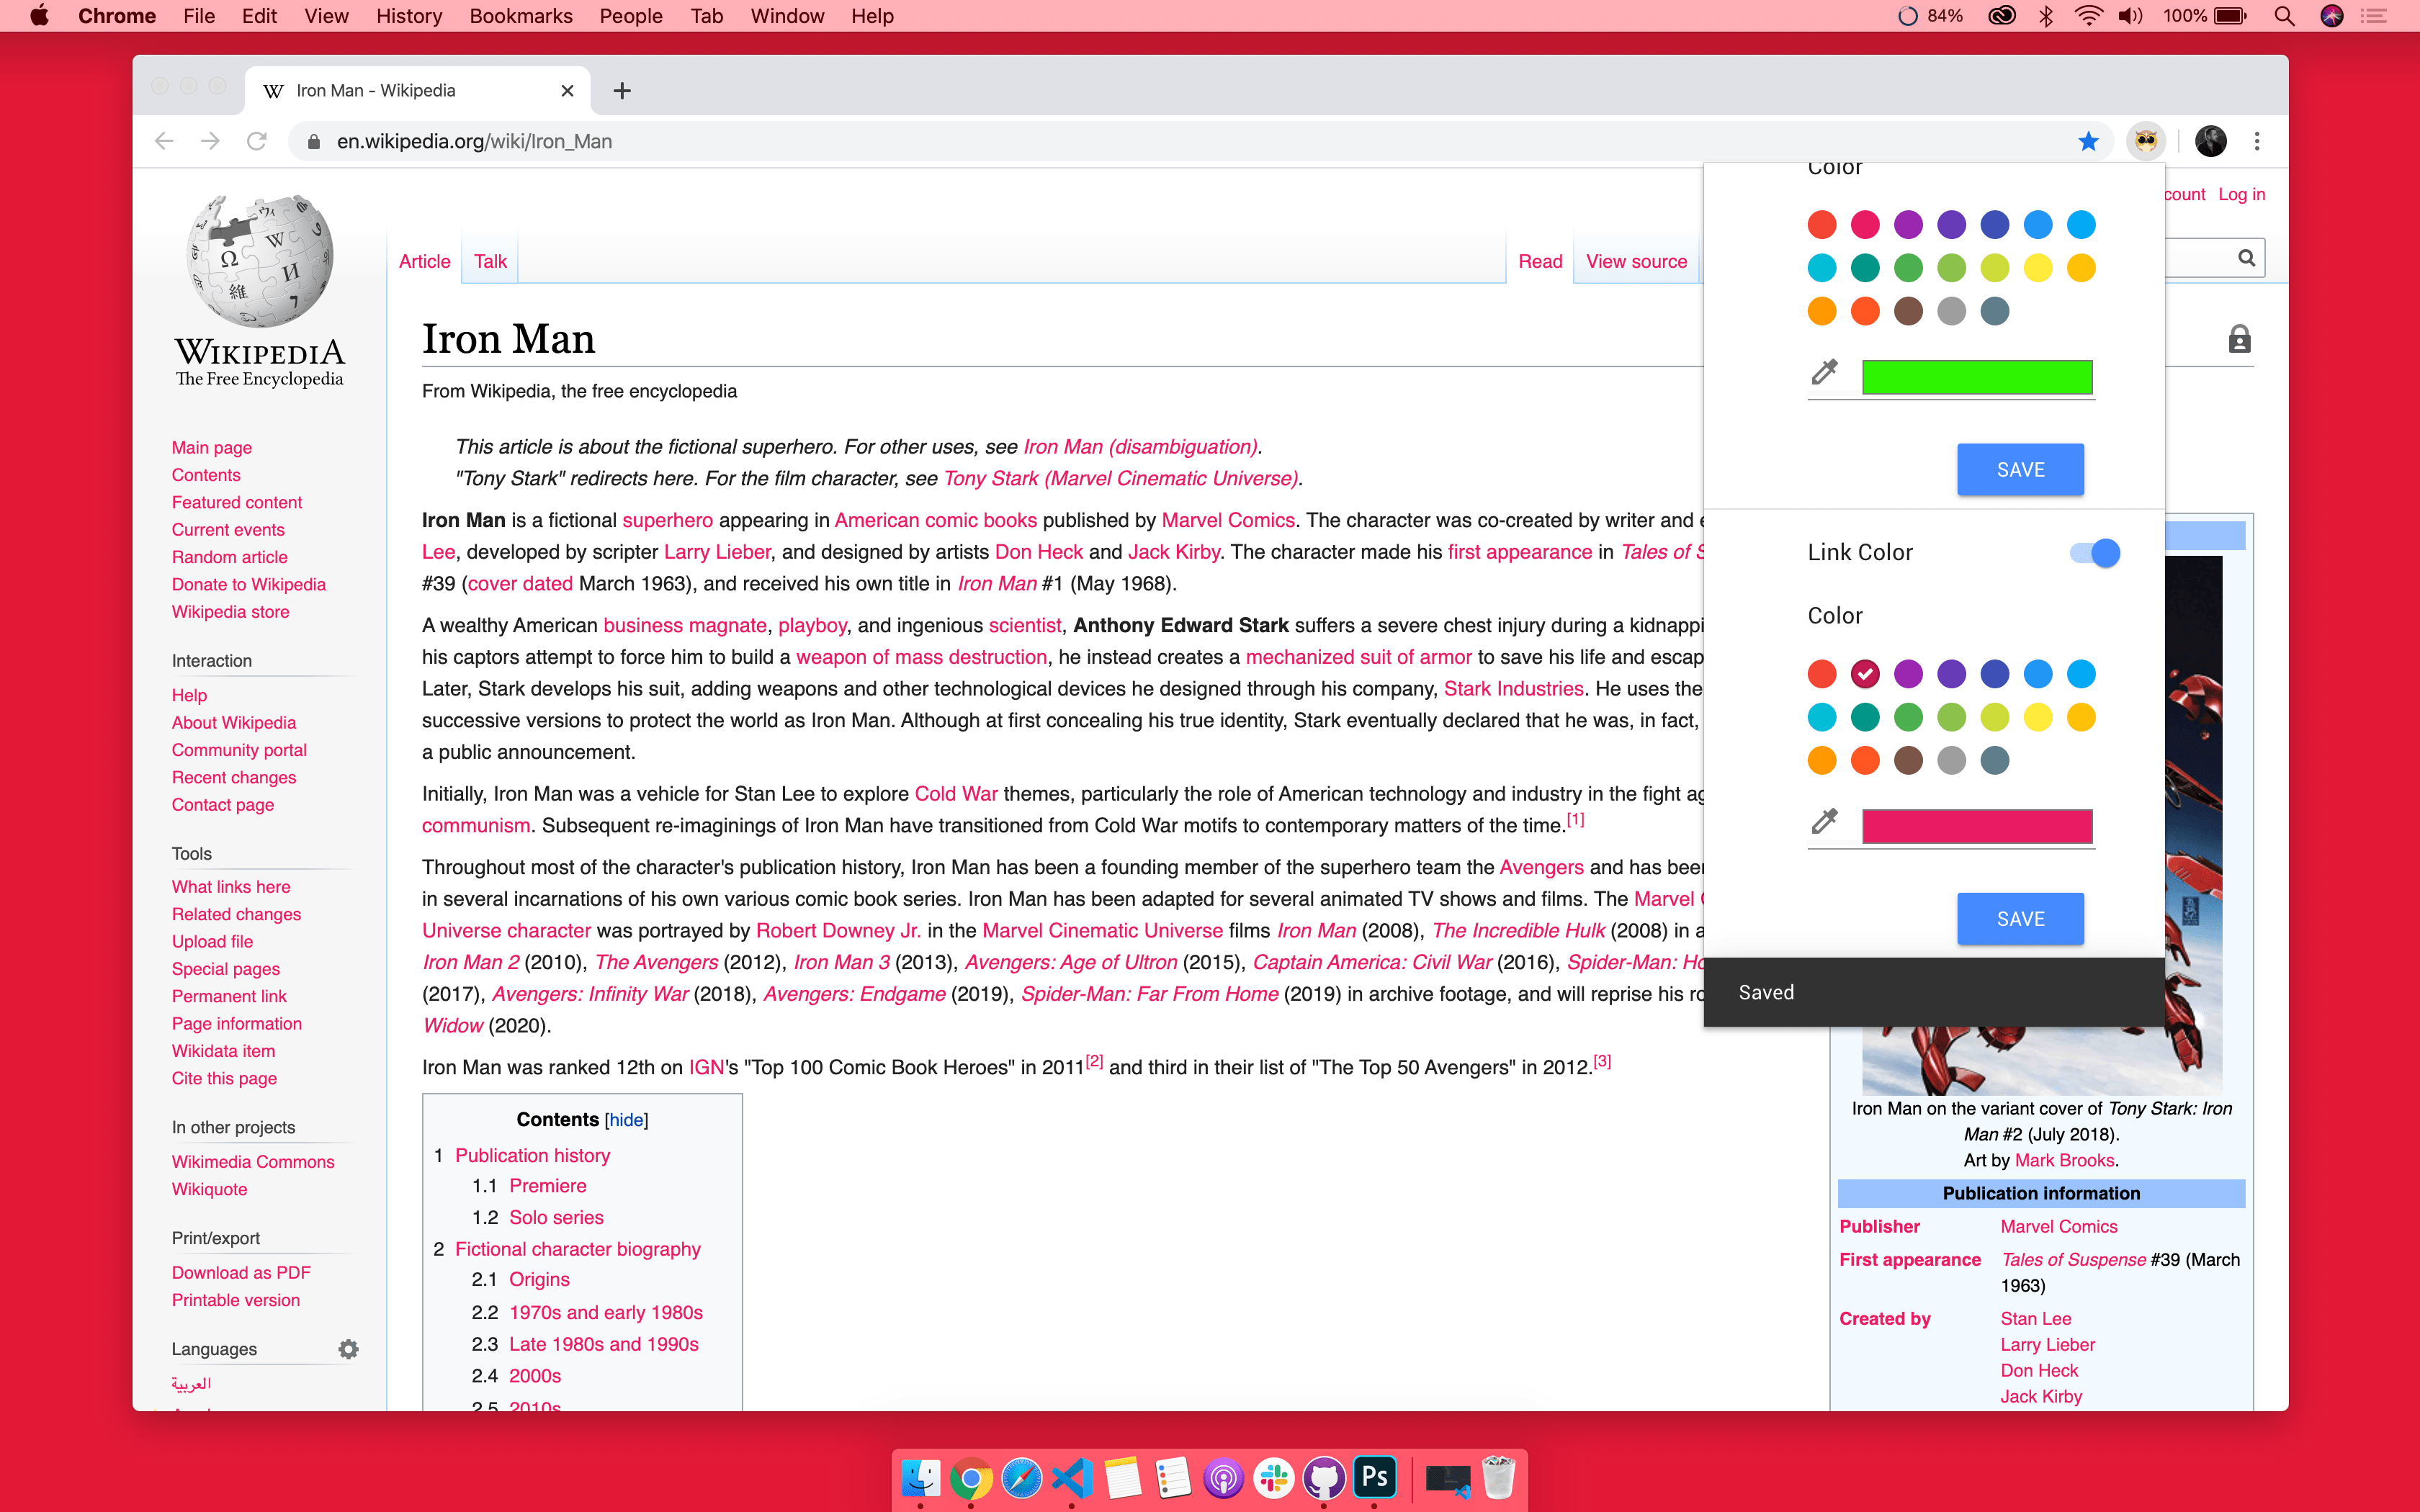 Chrome File Edit View History Bookmarks People Tab Window Help 84% 100%
Iron Man - Wikipedia
en.wikipedia.org/wiki/Iron_Man
WIKIPEDIA
The Free Encyclopedia
Main page
Contents
Featured content
Current events
Random article
Donate to Wikipedia
Wikipedia store
Interaction
Help
About Wikipedia
Community portal
Recent changes
Contact page
Tools
What links here
Related changes
Upload file
Special pages
Permanent link
Page information
Wikidata item
Cite this page
In other projects
Wikimedia Commons
Wikiquote
Print/export
Download as PDF
Printable version
Languages
العربية
Article Talk
Read View source
count Log in
Iron Man
From Wikipedia, the free encyclopedia
This article is about the fictional superhero. For other uses, see Iron Man (disambiguation).
"Tony Stark" redirects here. For the film character, see Tony Stark (Marvel Cinematic Universe).
Iron Man is a fictional superhero appearing in American comic books published by Marvel Comics. The character was co-created by writer and
Lee, developed by scripter Larry Lieber, and designed by artists Don Heck and Jack Kirby. The character made his first appearance in Tales of
#39 (cover dated March 1963), and received his own title in Iron Man #1 (May 1968).
A wealthy American business magnate, playboy, and ingenious scientist, Anthony Edward Stark suffers a severe chest injury during a kidnappi
his captors attempt to force him to build a weapon of mass destruction, he instead creates a mechanized suit of armor to save his life and escap
Later, Stark develops his suit, adding weapons and other technological devices he designed through his company, Stark Industries. He uses the
successive versions to protect the world as Iron Man. Although at first concealing his true identity, Stark eventually declared that he was, in fact,
a public announcement.
Initially, Iron Man was a vehicle for Stan Lee to explore Cold War themes, particularly the role of American technology and industry in the fight ag
communism. Subsequent re-imaginings of Iron Man have transitioned from Cold War motifs to contemporary matters of the time.[1]
Throughout most of the character's publication history, Iron Man has been a founding member of the superhero team the Avengers and has been
in several incarnations of his own various comic book series. Iron Man has been adapted for several animated TV shows and films. The Marvel
Universe character was portrayed by Robert Downey Jr. in the Marvel Cinematic Universe films Iron Man (2008), The Incredible Hulk (2008) in a
Iron Man 2 (2010), The Avengers (2012), Iron Man 3 (2013), Avengers: Age of Ultron (2015), Captain America: Civil War (2016), Spider-Man: Ho
(2017), Avengers: Infinity War (2018), Avengers: Endgame (2019), Spider-Man: Far From Home (2019) in archive footage, and will reprise his ro
Widow (2020).
Iron Man was ranked 12th on IGN's "Top 100 Comic Book Heroes" in 2011[2] and third in their list of "The Top 50 Avengers" in 2012.[3]
Contents [hide]
1 Publication history
1.1 Premiere
1.2 Solo series
2 Fictional character biography
2.1 Origins
2.2 1970s and early 1980s
2.3 Late 1980s and 1990s
2.4 2000s
2.5 2010s
Color
SAVE
Link Color
Color
SAVE
Saved
Iron Man on the variant cover of Tony Stark: Iron
Man #2 (July 2018).
Art by Mark Brooks.
Publication information
Publisher Marvel Comics
First appearance Tales of Suspense #39 (March
1963)
Created by Stan Lee
Larry Lieber
Don Heck
Jack Kirby
Ps